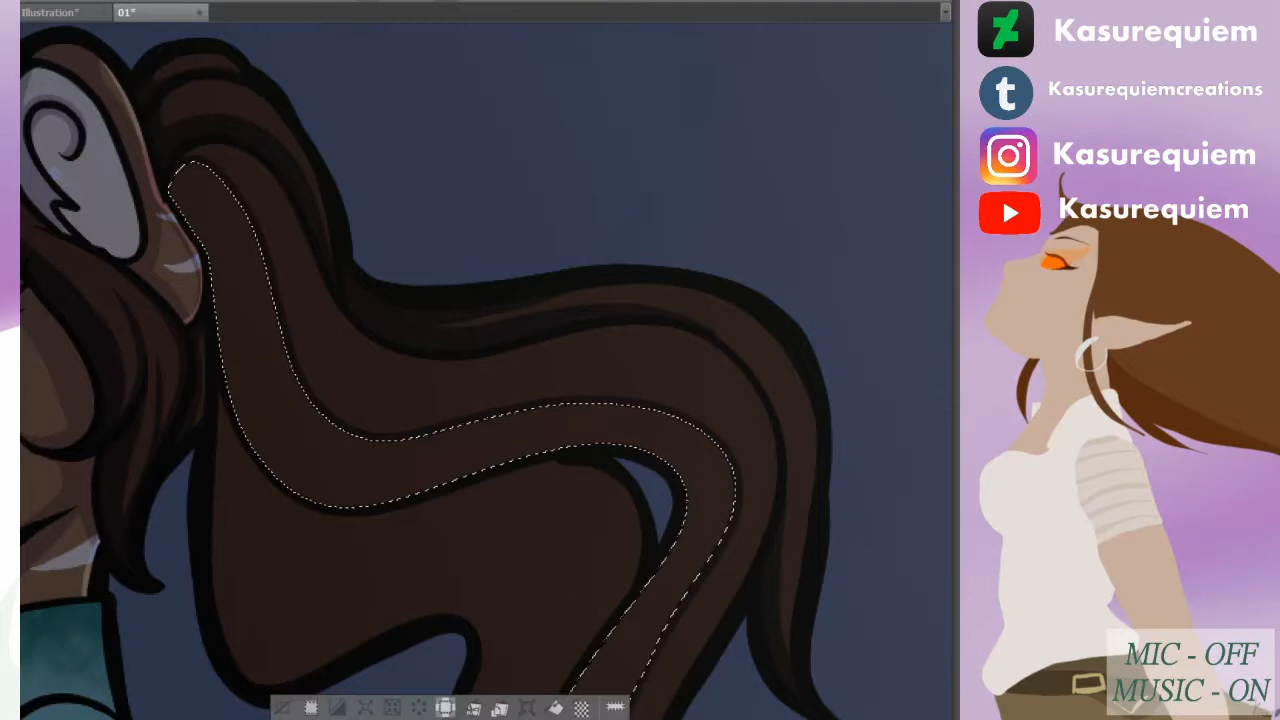 Illustration*
01*
Kasurequiem
Kasurequiemcreations
Kasurequiem
Kasurequiem
MIC - OFF
MUSIC - ON